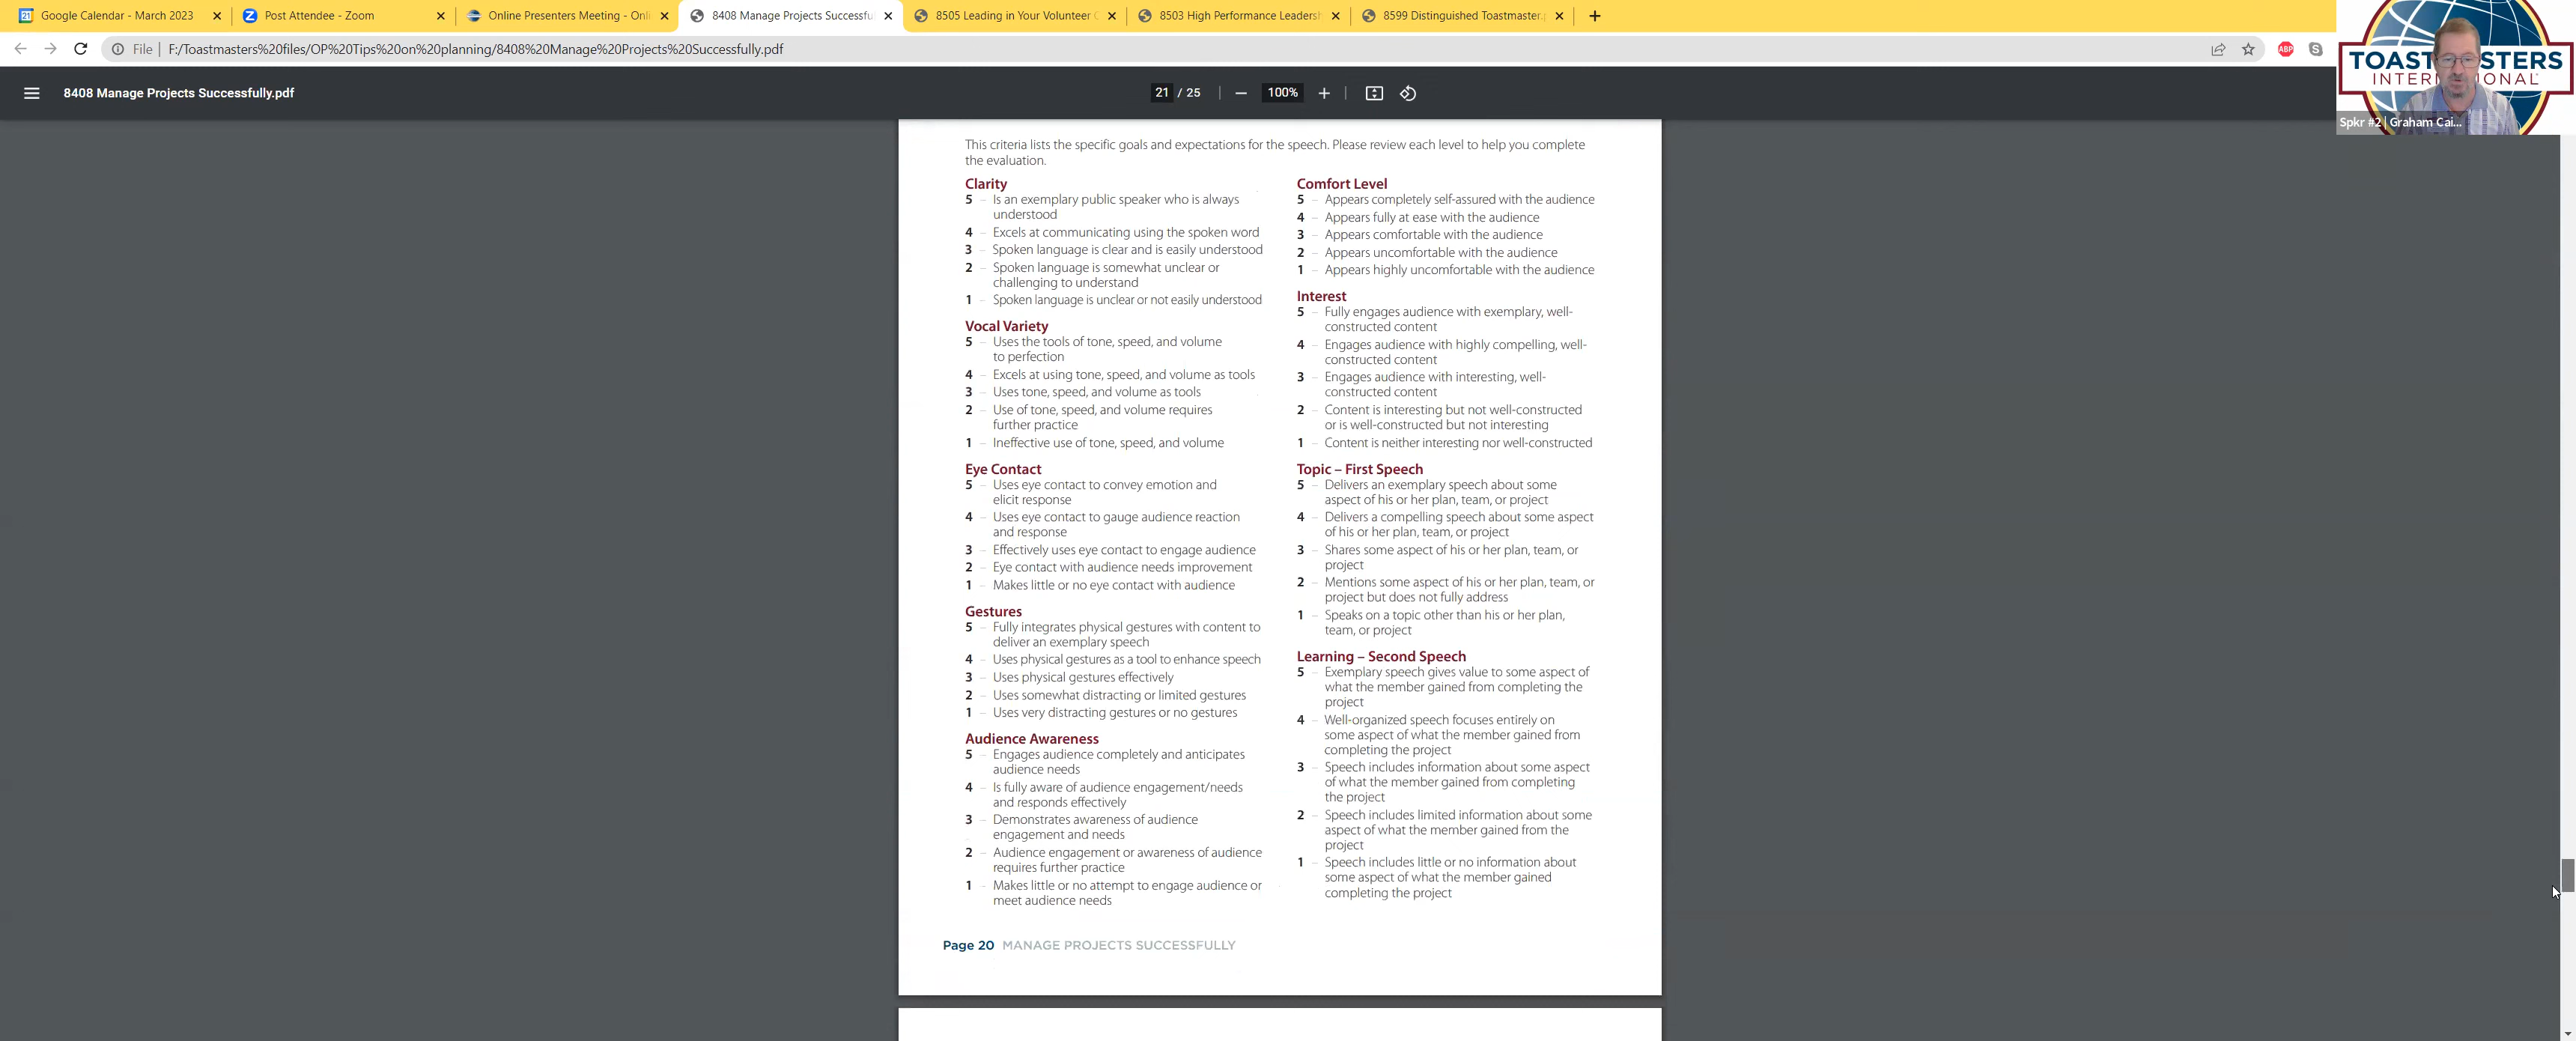 Google Calendar - March 2023
Post Attendee - Zoom
Online Presenters Meeting - Onli
8408 Manage Projects Successfu
8505 Leading in Your Volunteer
8503 High Performance Leadersh
8599 Distinguished Toastmaster.
File
F:/Toastmasters%20files/OP%20Tips%20on%20planning/8408%20Manage%20Projects%20Successfully.pdf
ABP
8408 Manage Projects Successfully.pdf
21 / 25
100%
TOASTMASTERS
INTERNATIONAL
Spkr #2 | Graham Cai...
This criteria lists the specific goals and expectations for the speech. Please review each level to help you complete
the evaluation.
Clarity
5 – Is an exemplary public speaker who is always
understood
4 – Excels at communicating using the spoken word
3 – Spoken language is clear and is easily understood
2 – Spoken language is somewhat unclear or
challenging to understand
1 – Spoken language is unclear or not easily understood
Vocal Variety
5 – Uses the tools of tone, speed, and volume
to perfection
4 – Excels at using tone, speed, and volume as tools
3 – Uses tone, speed, and volume as tools
2 – Use of tone, speed, and volume requires
further practice
1 – Ineffective use of tone, speed, and volume
Eye Contact
5 – Uses eye contact to convey emotion and
elicit response
4 – Uses eye contact to gauge audience reaction
and response
3 – Effectively uses eye contact to engage audience
2 – Eye contact with audience needs improvement
1 – Makes little or no eye contact with audience
Gestures
5 – Fully integrates physical gestures with content to
deliver an exemplary speech
4 – Uses physical gestures as a tool to enhance speech
3 – Uses physical gestures effectively
2 – Uses somewhat distracting or limited gestures
1 – Uses very distracting gestures or no gestures
Audience Awareness
5 – Engages audience completely and anticipates
audience needs
4 – Is fully aware of audience engagement/needs
and responds effectively
3 – Demonstrates awareness of audience
engagement and needs
2 – Audience engagement or awareness of audience
requires further practice
1 – Makes little or no attempt to engage audience or
meet audience needs
Comfort Level
5 – Appears completely self-assured with the audience
4 – Appears fully at ease with the audience
3 – Appears comfortable with the audience
2 – Appears uncomfortable with the audience
1 – Appears highly uncomfortable with the audience
Interest
5 – Fully engages audience with exemplary, well-
constructed content
4 – Engages audience with highly compelling, well-
constructed content
3 – Engages audience with interesting, well-
constructed content
2 – Content is interesting but not well-constructed
or is well-constructed but not interesting
1 – Content is neither interesting nor well-constructed
Topic – First Speech
5 – Delivers an exemplary speech about some
aspect of his or her plan, team, or project
4 – Delivers a compelling speech about some aspect
of his or her plan, team, or project
3 – Shares some aspect of his or her plan, team, or
project
2 – Mentions some aspect of his or her plan, team, or
project but does not fully address
1 – Speaks on a topic other than his or her plan,
team, or project
Learning – Second Speech
5 – Exemplary speech gives value to some aspect of
what the member gained from completing the
project
4 – Well-organized speech focuses entirely on
some aspect of what the member gained from
completing the project
3 – Speech includes information about some aspect
of what the member gained from completing
the project
2 – Speech includes limited information about some
aspect of what the member gained from the
project
1 – Speech includes little or no information about
some aspect of what the member gained
completing the project
Page 20 MANAGE PROJECTS SUCCESSFULLY